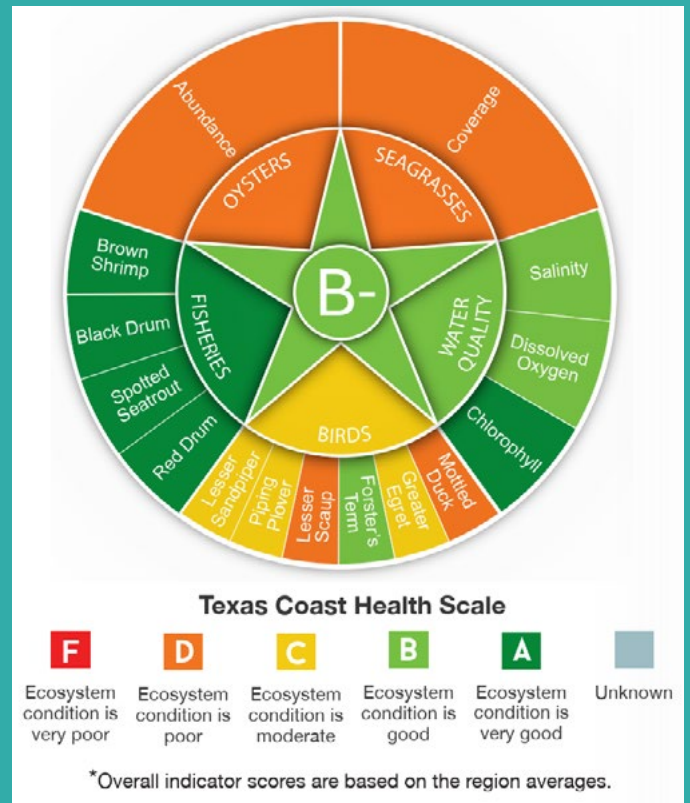 Abundance
Coverage
OYSTERS
SEAGRASSES
Brown
Shrimp
Black Drum
Spotted
Seatrout
Red Drum
FISHERIES
B-
WATER
QUALITY
Salinity
Dissolved
Oxygen
Chlorophyll
BIRDS
Lesser
Sandpiper
Piping
Plover
Lesser
Scaup
Forster's
Term
Greater
Egret
Mottled
Duck
Texas Coast Health Scale
F
D
C
B
A
Ecosystem
condition is
very poor
Ecosystem
condition is
poor
Ecosystem
condition is
moderate
Ecosystem
condition is
good
Ecosystem
condition is
very good
Unknown
*Overall indicator scores are based on the region averages.